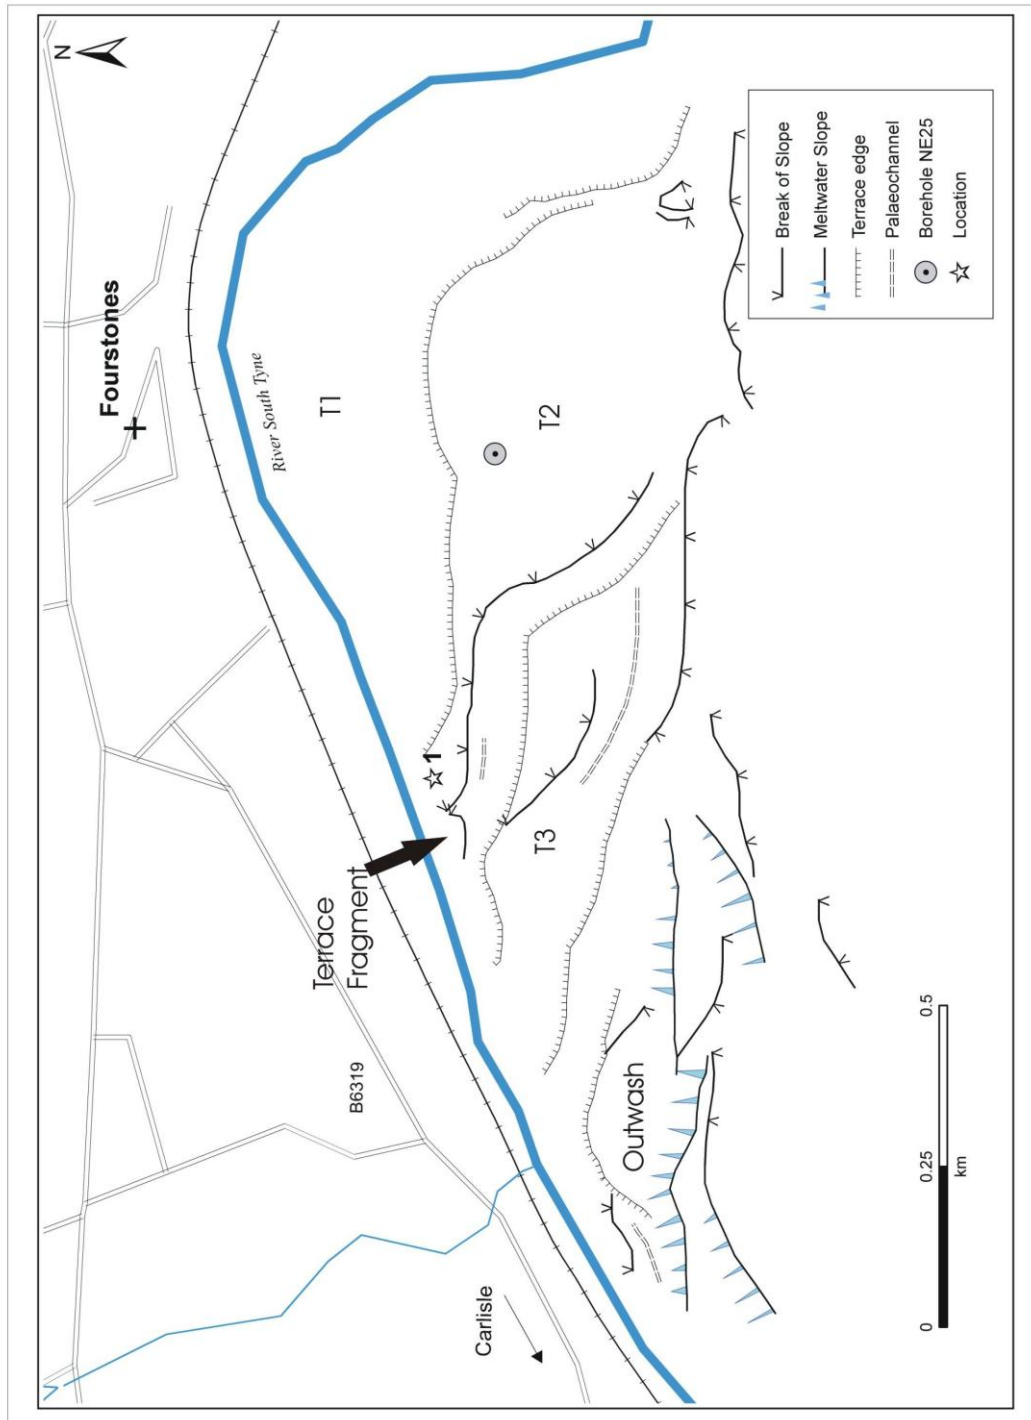 N
Fourstones
River South Tyne
T1
T2
1
Terrace
Fragment
T3
B6319
Outwash
Carlisle
Break of Slope
Meltwater Slope
Terrace edge
Palaeochannel
Borehole NE25
Location
0
0.25
0.5
km